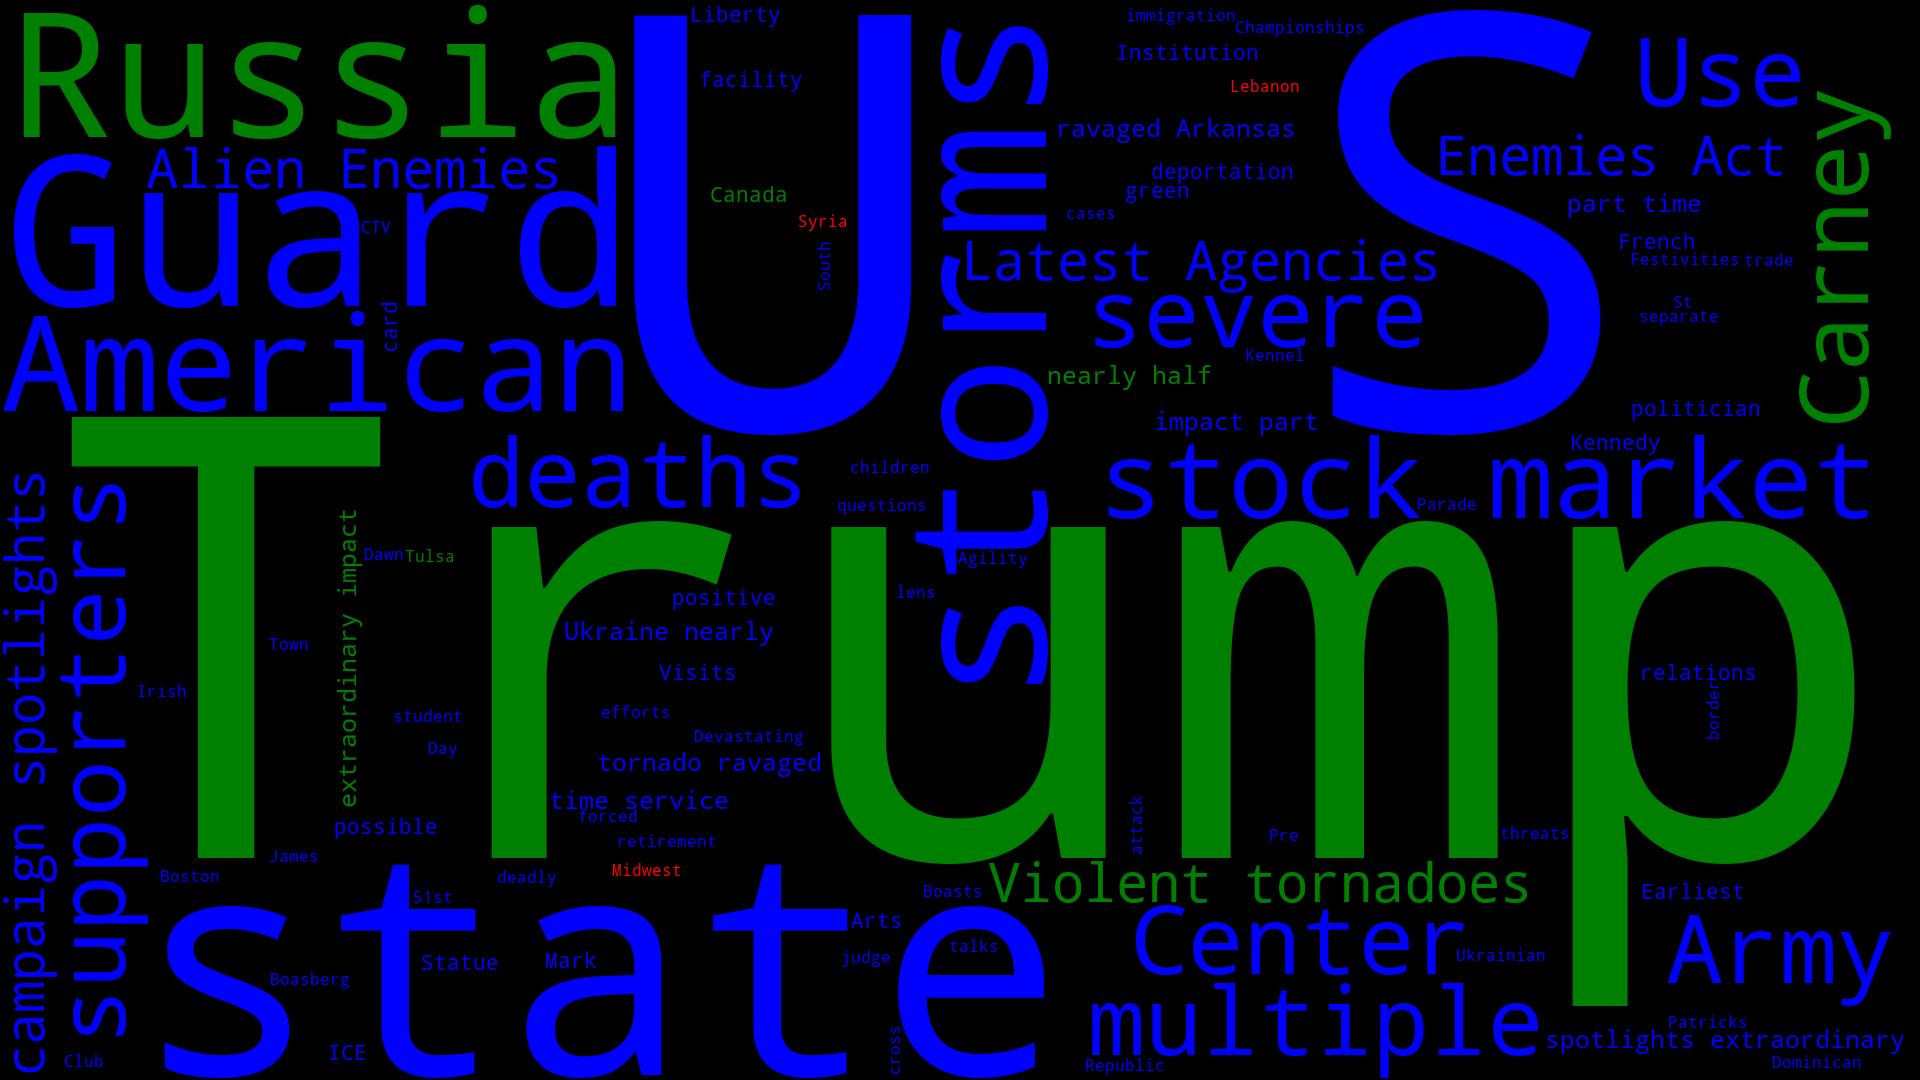 Russia
U
S
Liberty
immigration
Championships
Institution
facility
Lebanon
Use
Carney
storms
ravaged Arkansas
Enemies Act
Alien Enemies
Guard
deportation
green
Canada
part time
cases
Syria
CTV
South
French
Festivities
trade
Latest Agencies
severe
St
separate
card
American
Kennel
nearly half
impact part
politician
Kennedy
deaths
stock market
children
questions
Parade
Trump
campaign spotlights
supporters
extraordinary impact
Dawn
Tulsa
Agility
lens
positive
Ukraine nearly
Town
Visits
relations
border
Irish
efforts
student
Devastating
Day
tornado ravaged
time service
forced
possible
attack
Pre
threats
retirement
James
Midwest
Boston
deadly
51st
Boasts
Violent tornadoes
Earliest
state
Arts
Center
Army
talks
judge
Ukrainian
Statue
Mark
Boasberg
multiple
Patricks
spotlights extraordinary
ICE
cross
Club
Republic
Dominican